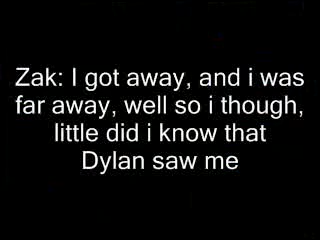 Zak: I got away, and i was
far away, well so i though,
little did i know that
Dylan saw me